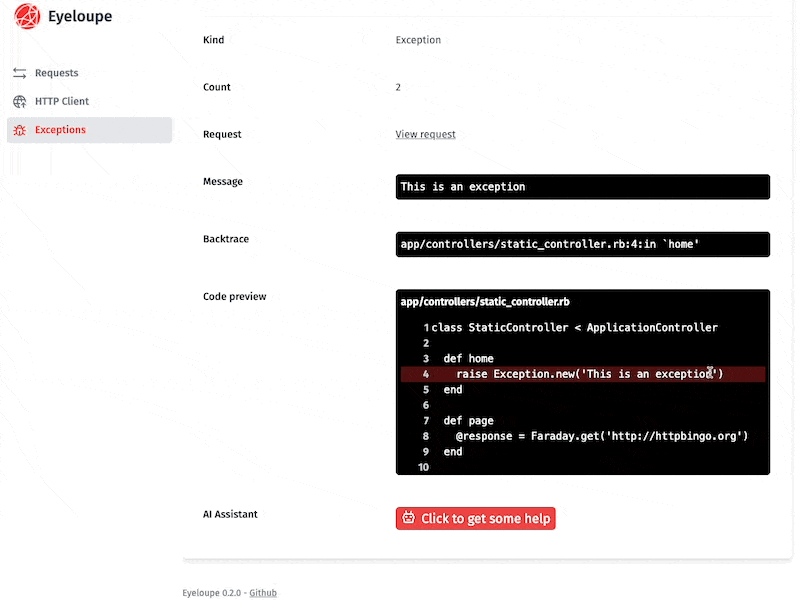 Eyeloupe
Requests
HTTP Client
Exceptions
Kind Exception
Count 2
Request View request
Message This is an exception
Backtrace app/controllers/static_controller.rb:4:in `home'
Code preview app/controllers/static_controller.rb
1 class StaticController < ApplicationController
2
3   def home
4     raise Exception.new('This is an exception')
5   end
6
7   def page
8     @response = Faraday.get('http://httpbingo.org')
9   end
10
AI Assistant Click to get some help
Eyeloupe 0.2.0 - Github